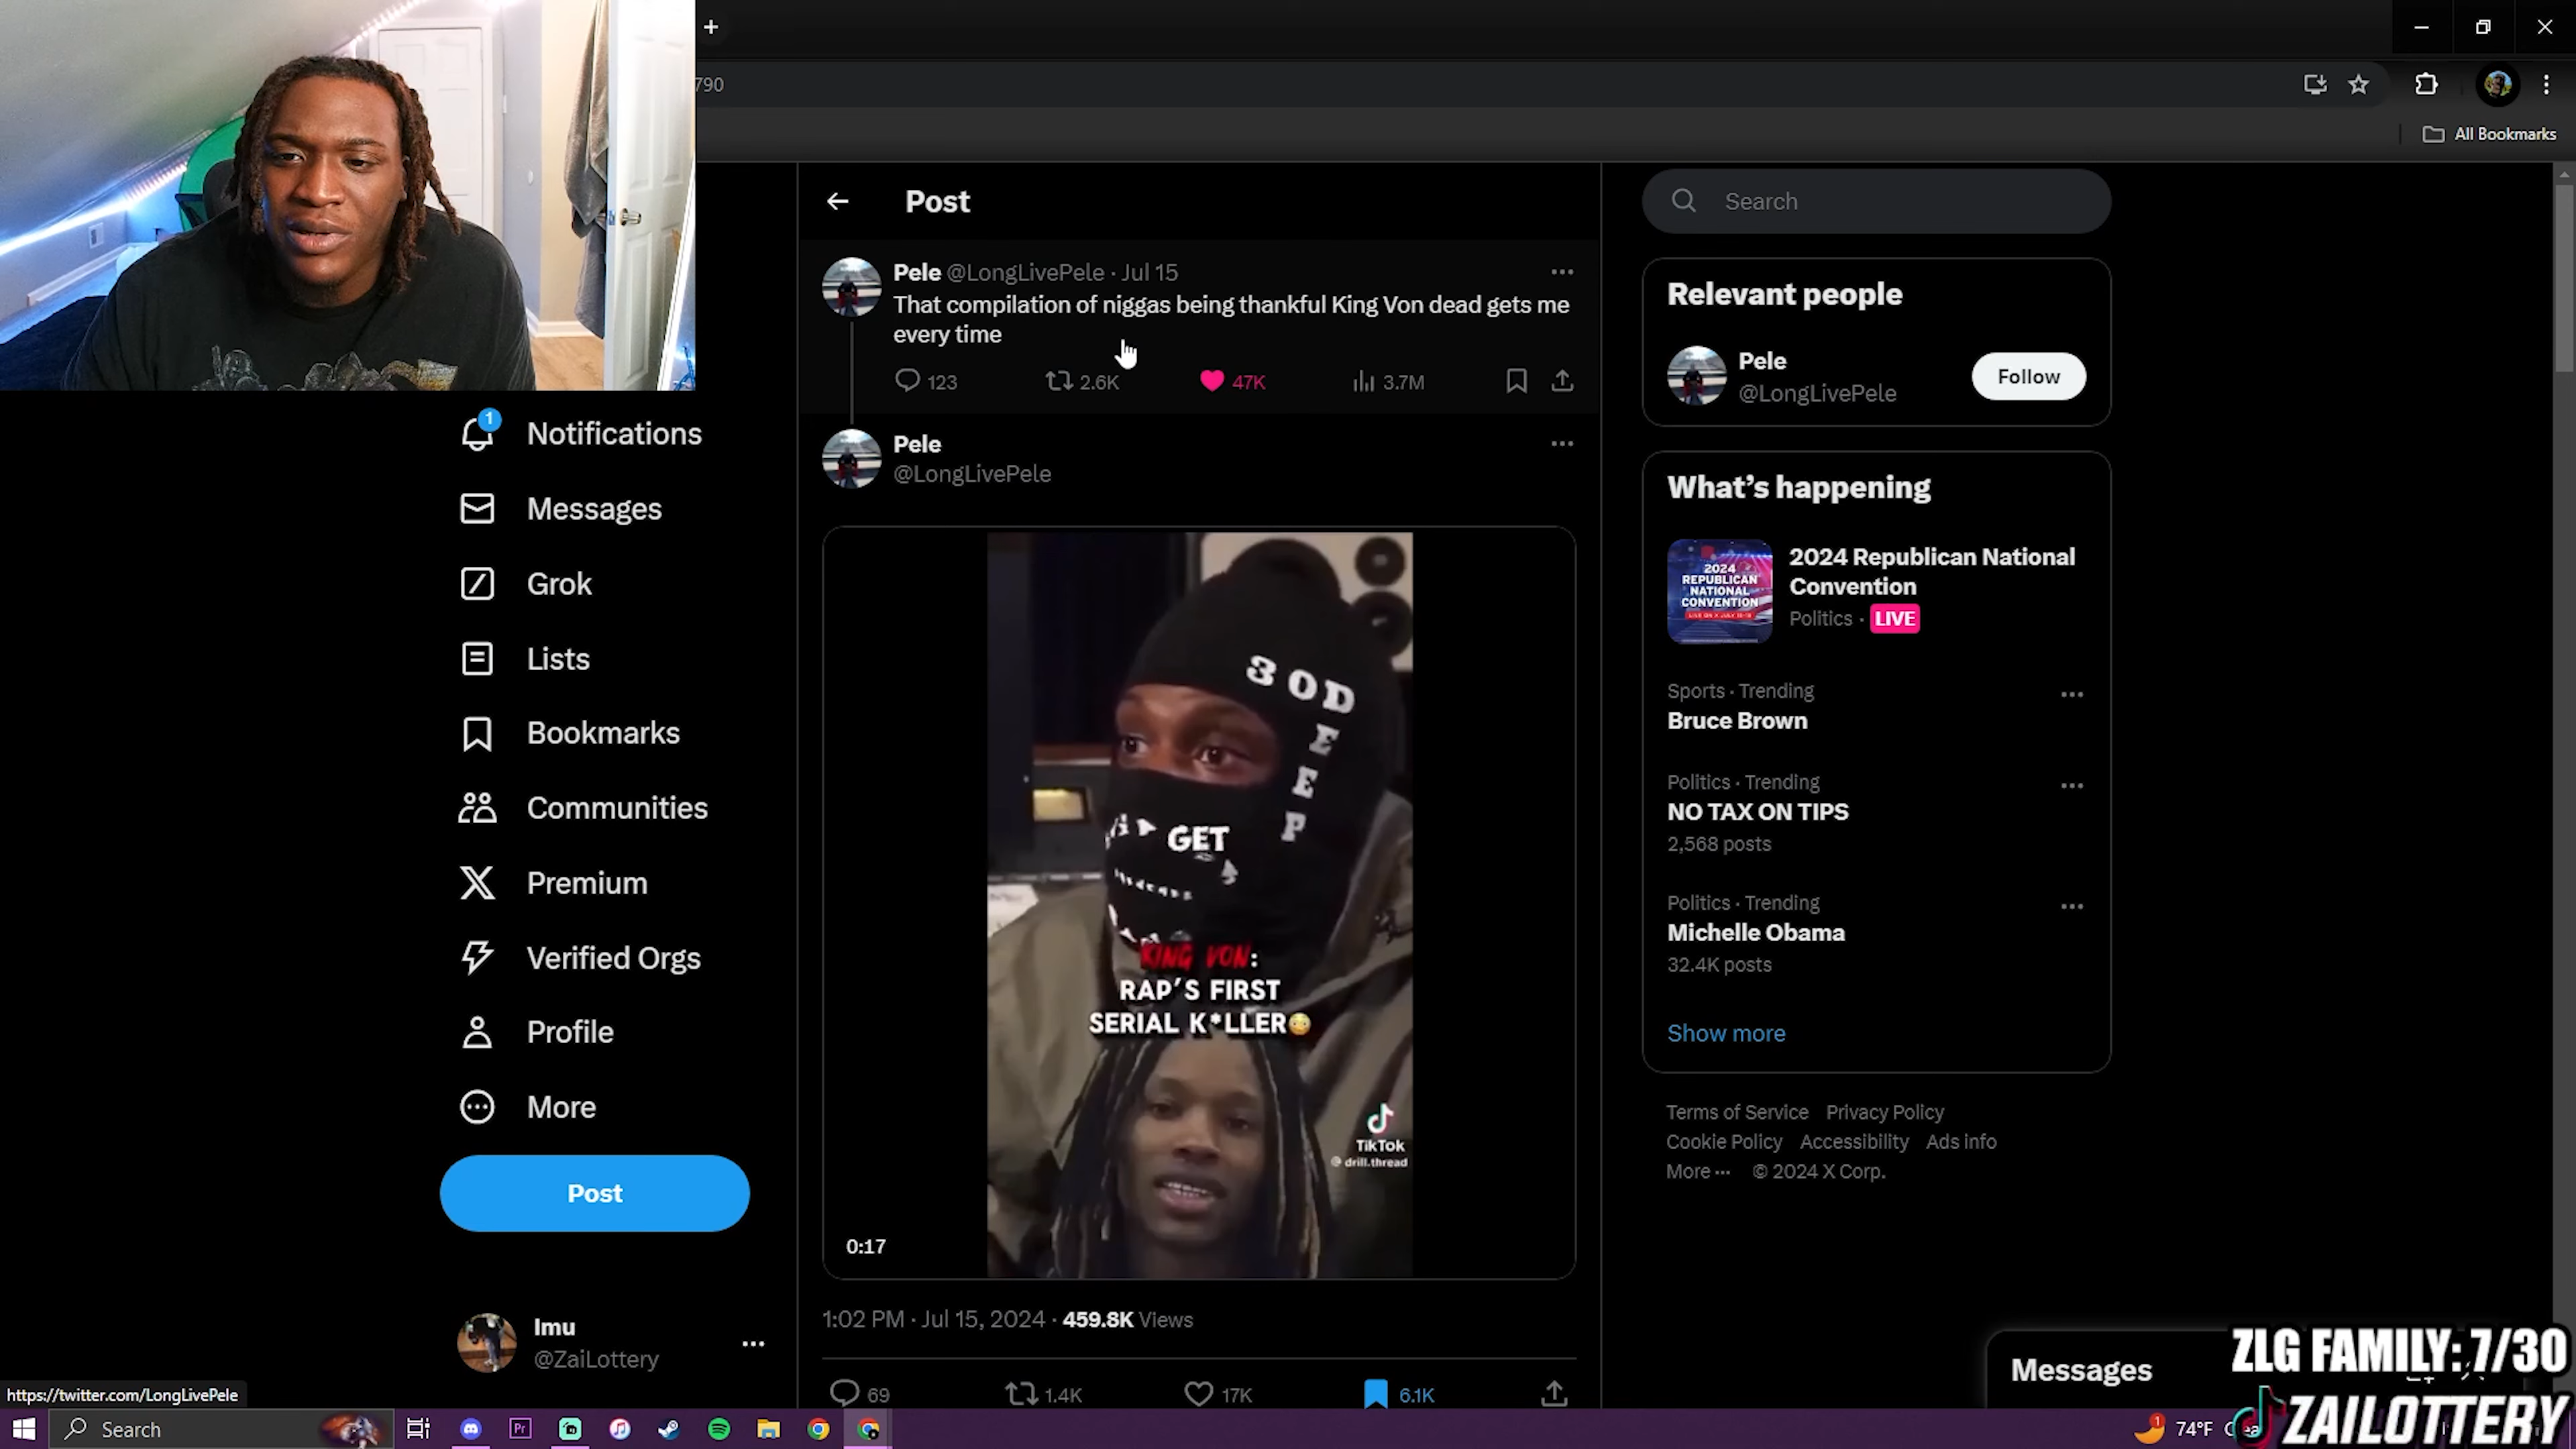 790
All Bookmarks
Post
Search
Pele @LongLivePele · Jul 15
That compilation of niggas being thankful King Von dead gets me
every time
123 2.6K 47K 3.7M
Relevant people
Pele
@LongLivePele
Follow
1
Notifications
Messages
Grok
Lists
Bookmarks
Communities
Premium
Verified Orgs
Profile
More
Post
Imu
@ZaiLottery
https://twitter.com/LongLivePele
Pele
@LongLivePele
3 O D
E
E
P
GET
KING VON:
RAP'S FIRST
SERIAL K*LLER😳
TikTok
@drill.thread
0:17
1:02 PM · Jul 15, 2024 · 459.8K Views
69 1.4K 17K 6.1K
What's happening
2024
REPUBLICAN
NATIONAL
CONVENTION
2024 Republican National
Convention
Politics · LIVE
Sports · Trending
Bruce Brown
Politics · Trending
NO TAX ON TIPS
2,568 posts
Politics · Trending
Michelle Obama
32.4K posts
Show more
Terms of Service Privacy Policy
Cookie Policy Accessibility Ads info
More ··· © 2024 X Corp.
Messages
ZLG FAMILY: 7/30
ZAILOTTERY
Search
Pr
1
74°F